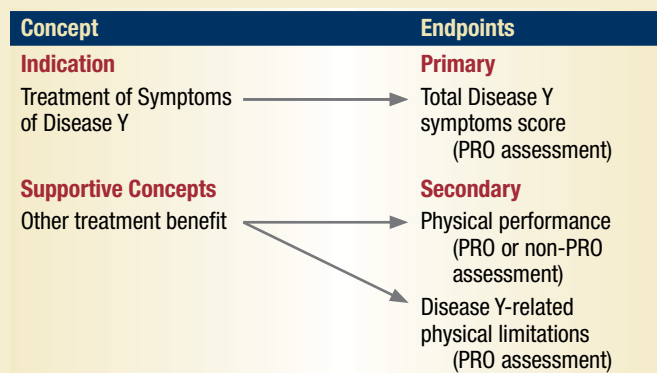 Concept Endpoints
Indication Primary
Treatment of Symptoms Total Disease Y
of Disease Y symptoms score
(PRO assessment)
Supportive Concepts Secondary
Other treatment benefit Physical performance
(PRO or non-PRO
assessment)
Disease Y-related
physical limitations
(PRO assessment)